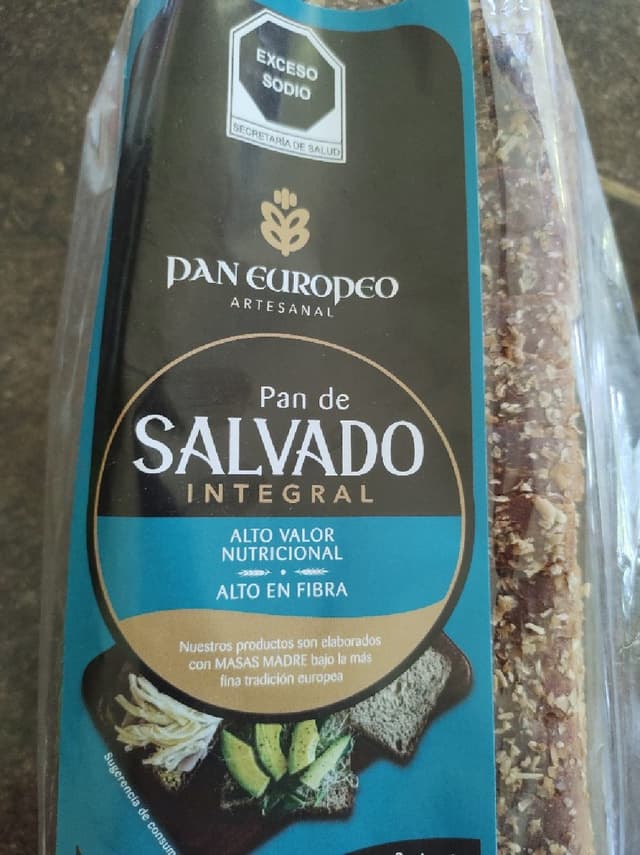 EXCESO
SODIO
SECRETARÍA DE SALUD
PAN EUROPEO
ARTESANAL
Pan de
SALVADO
INTEGRAL
ALTO VALOR
NUTRICIONAL
ALTO EN FIBRA
Nuestros productos son elaborados
con MASAS MADRE bajo la más
fina tradición europea
Sugerencia de consum